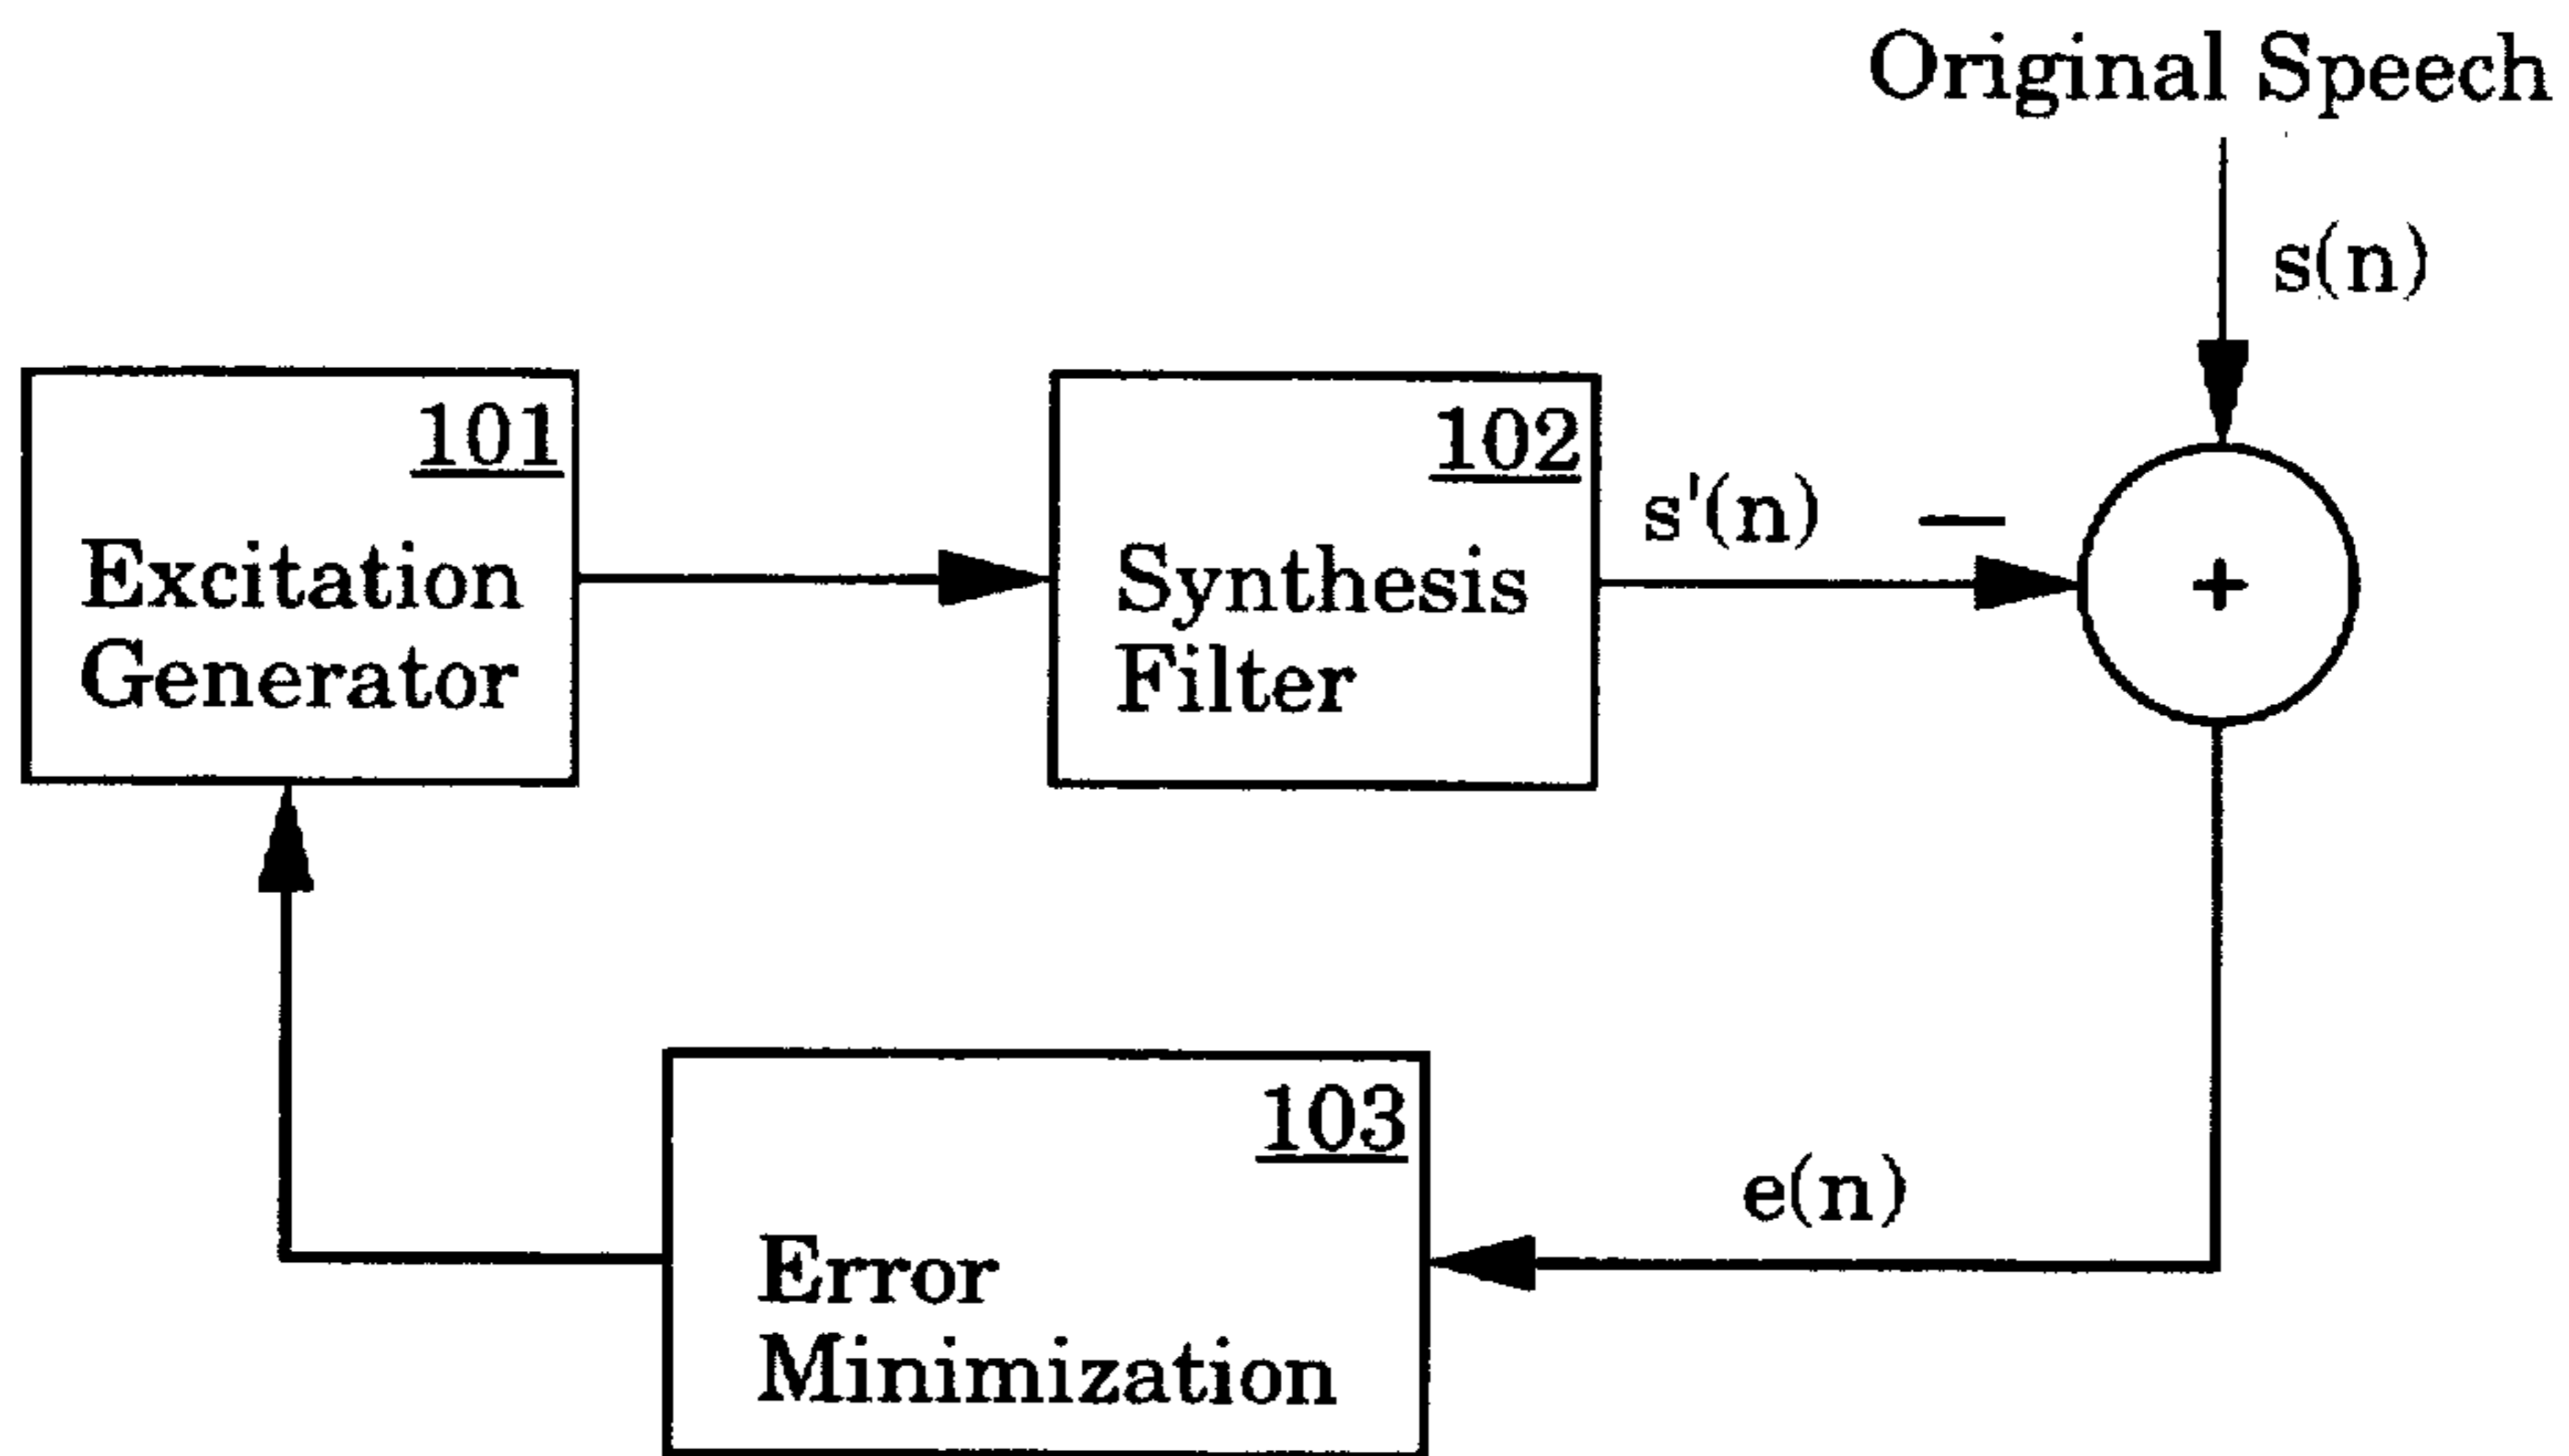 Original Speech
s(n)
101
Excitation
Generator
102
Synthesis
Filter
s'(n)
—
+
103
Error
Minimization
e(n)